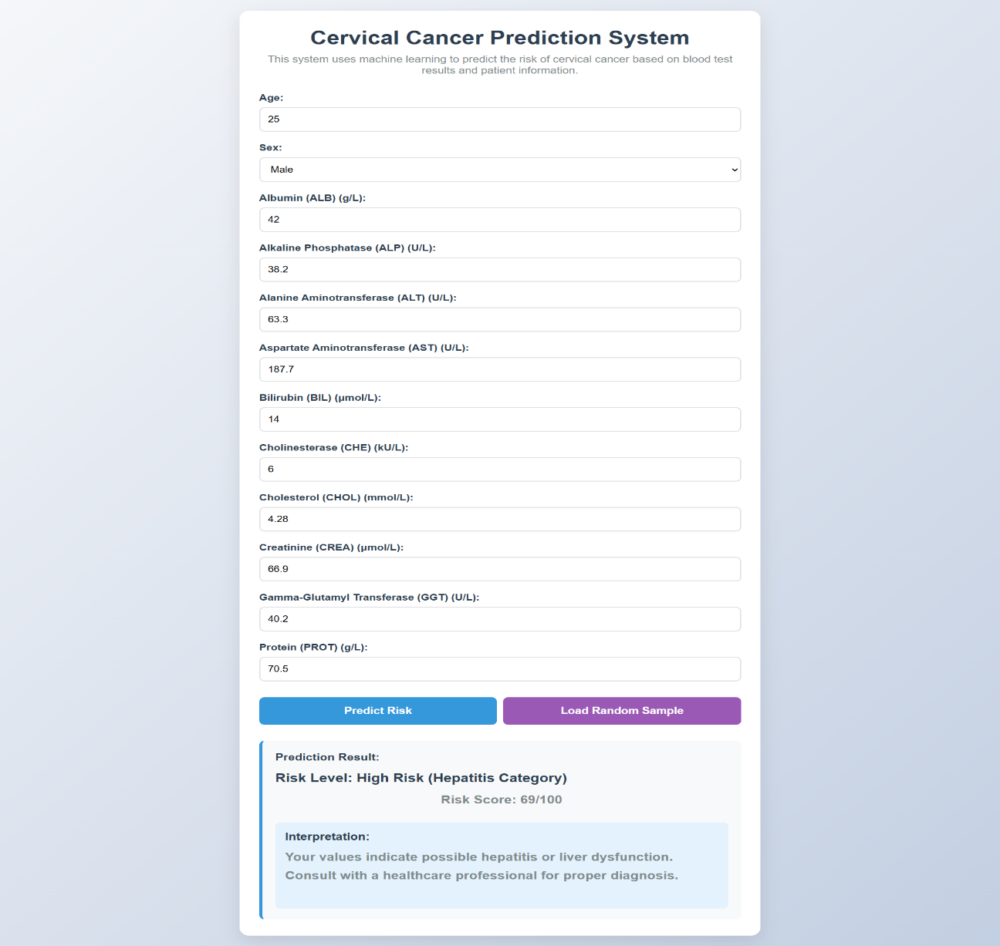 Cervical Cancer Prediction System
This system uses machine learning to predict the risk of cervical cancer based on blood test
results and patient information.
Age:
25
Sex:
Male
Albumin (ALB) (g/L):
42
Alkaline Phosphatase (ALP) (U/L):
38.2
Alanine Aminotransferase (ALT) (U/L):
63.3
Aspartate Aminotransferase (AST) (U/L):
187.7
Bilirubin (BIL) (µmol/L):
14
Cholinesterase (CHE) (kU/L):
6
Cholesterol (CHOL) (mmol/L):
4.28
Creatinine (CREA) (µmol/L):
66.9
Gamma-Glutamyl Transferase (GGT) (U/L):
40.2
Protein (PROT) (g/L):
70.5
Predict Risk Load Random Sample
Prediction Result:
Risk Level: High Risk (Hepatitis Category)
Risk Score: 69/100
Interpretation:
Your values indicate possible hepatitis or liver dysfunction.
Consult with a healthcare professional for proper diagnosis.